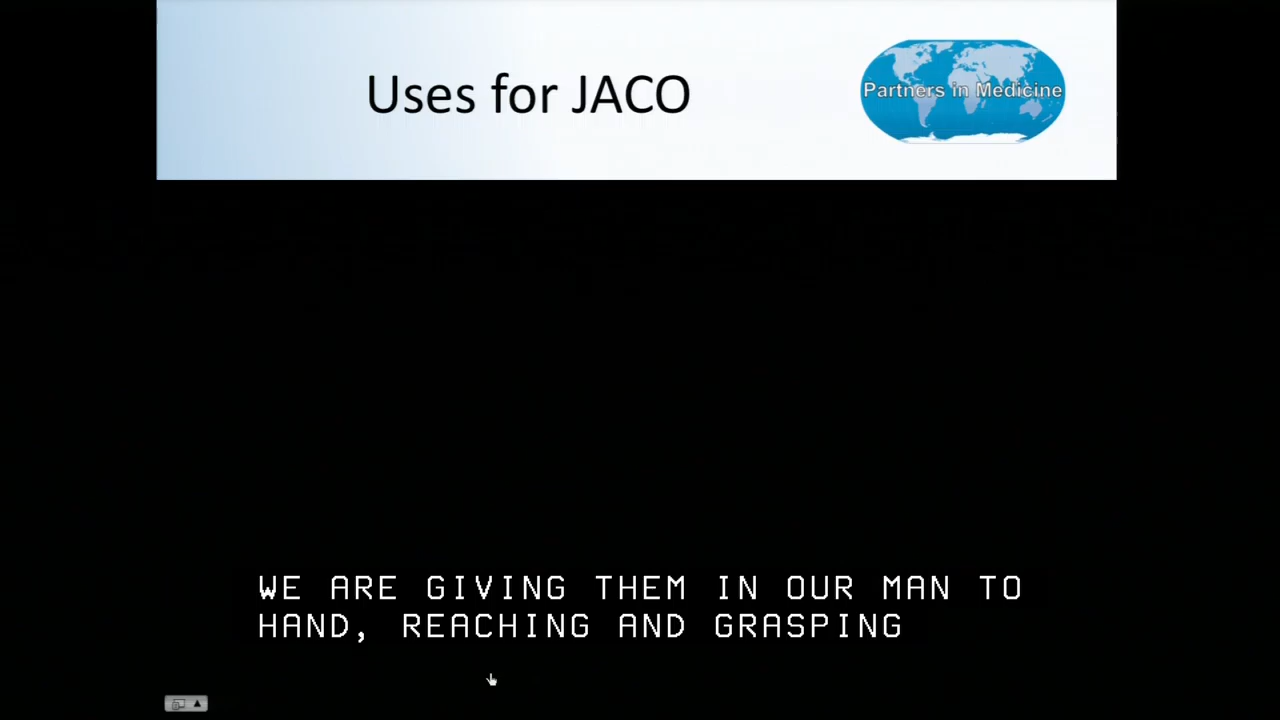 Uses for JACO
Partners in Medicine
WE ARE GIVING THEM IN OUR MAN TO
HAND, REACHING AND GRASPING